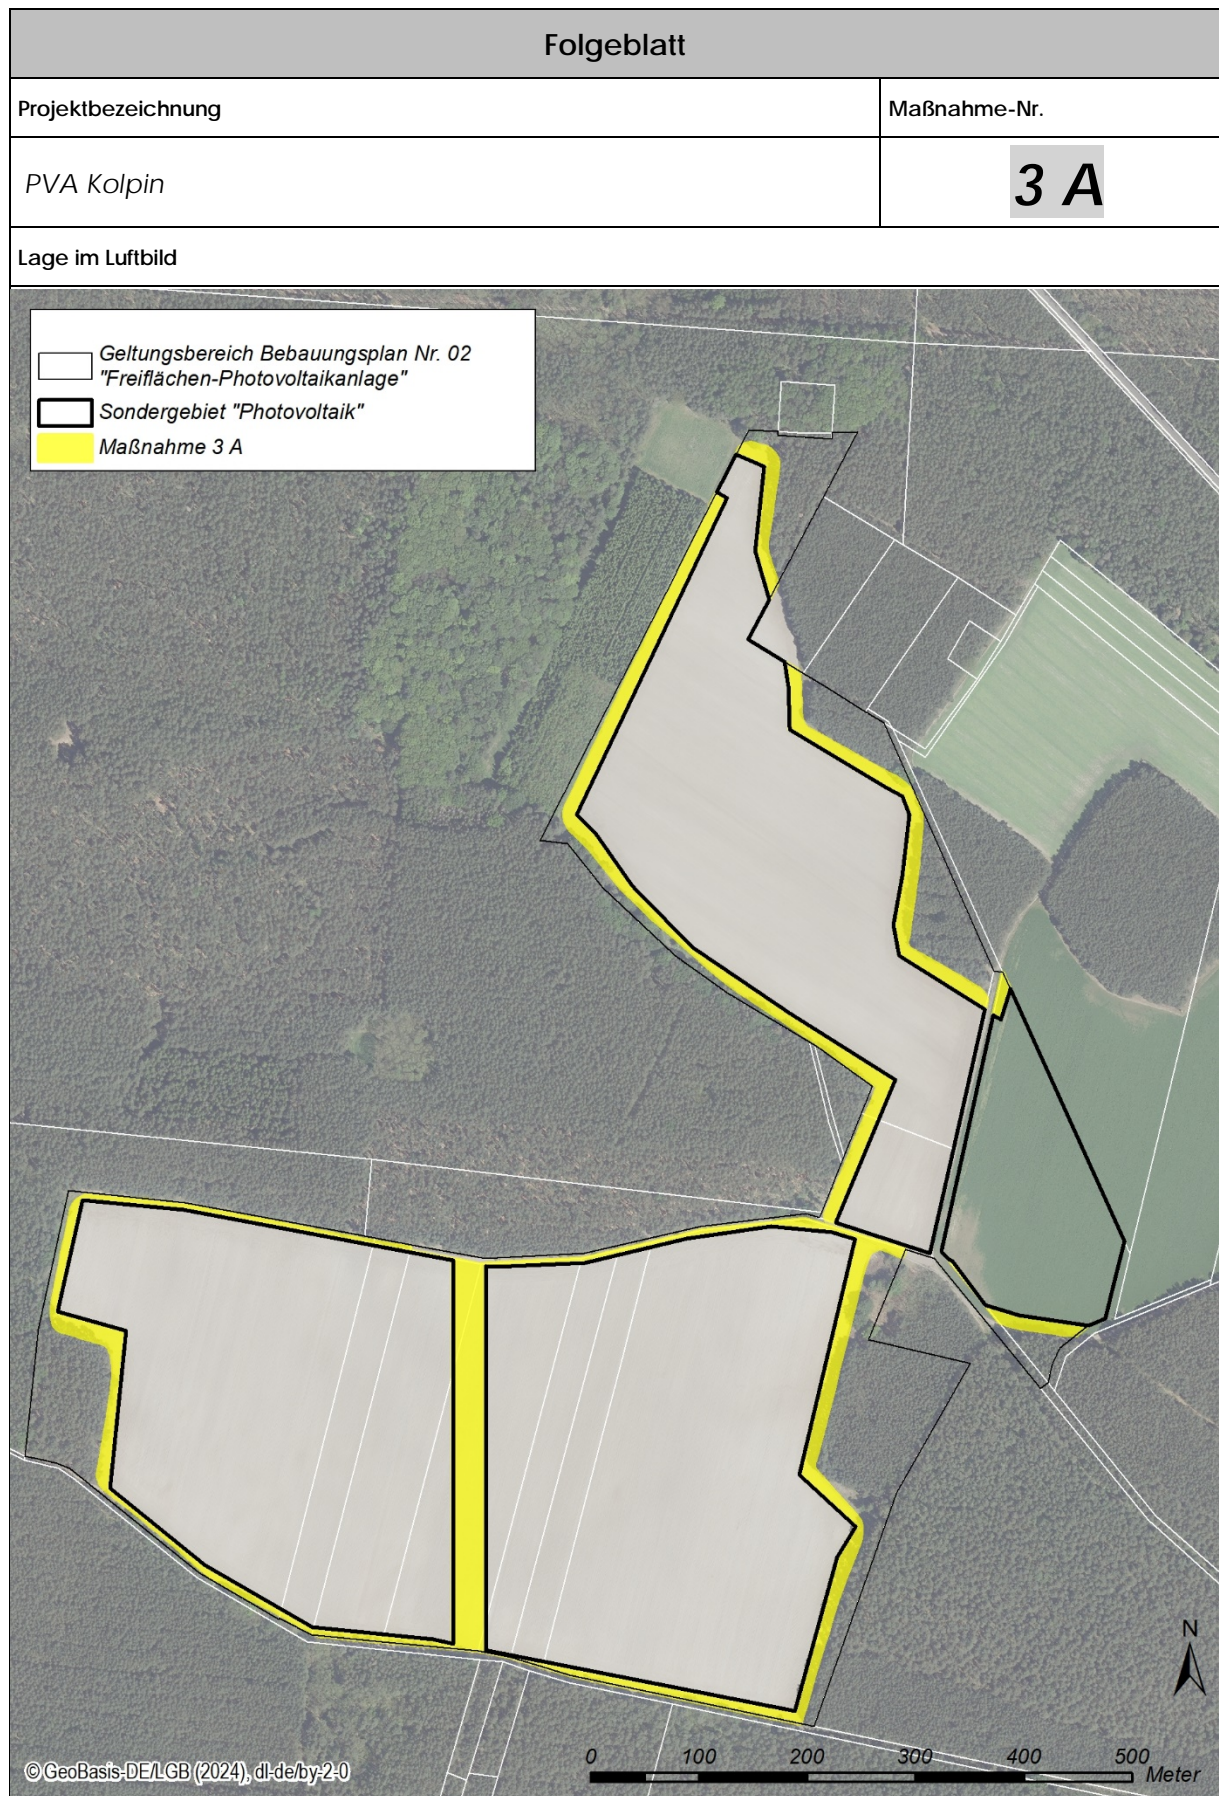 Folgeblatt
Projektbezeichnung
Maßnahme-Nr.
PVA Kolpin
3 A
Lage im Luftbild
Geltungsbereich Bebauungsplan Nr. 02
"Freiflächen-Photovoltaikanlage"
Sondergebiet "Photovoltaik"
Maßnahme 3 A
N
0 100 200 300 400 500
Meter
© GeoBasis-DE/LGB (2024), dl-de/by-2-0